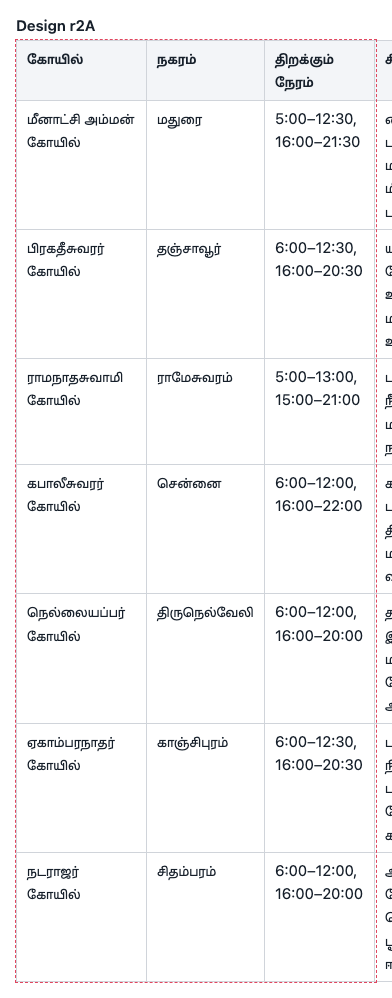 Design r2A
கோயில் நகரம் திறக்கும் நேரம்
மீனாட்சி அம்மன் கோயில் மதுரை 5:00–12:30, 16:00–21:30
பிரகதீசுவரர் கோயில் தஞ்சாவூர் 6:00–12:30, 16:00–20:30
ராமநாதசுவாமி கோயில் ராமேசுவரம் 5:00–13:00, 15:00–21:00
கபாலீசுவரர் கோயில் சென்னை 6:00–12:00, 16:00–22:00
நெல்லையப்பர் கோயில் திருநெல்வேலி 6:00–12:00, 16:00–20:00
ஏகாம்பரநாதர் கோயில் காஞ்சிபுரம் 6:00–12:30, 16:00–20:30
நடராஜர் கோயில் சிதம்பரம் 6:00–12:00, 16:00–20:00